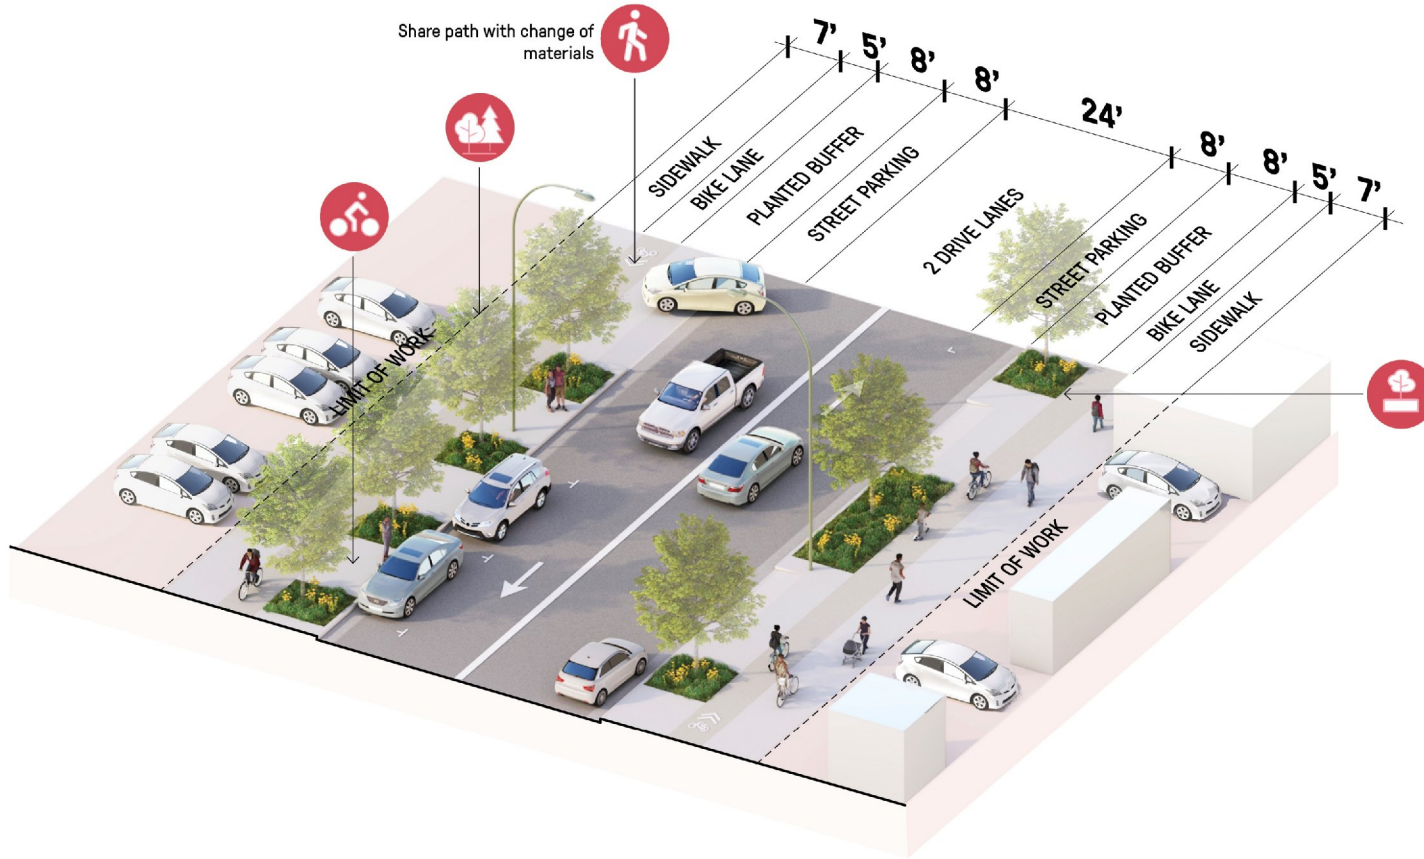 Share path with change of
materials
7'
5'
8'
8'
24'
8'
8'
5'
7'
SIDEWALK
BIKE LANE
PLANTED BUFFER
STREET PARKING
2 DRIVE LANES
STREET PARKING
PLANTED BUFFER
BIKE LANE
SIDEWALK
LIMIT OF WORK
LIMIT OF WORK